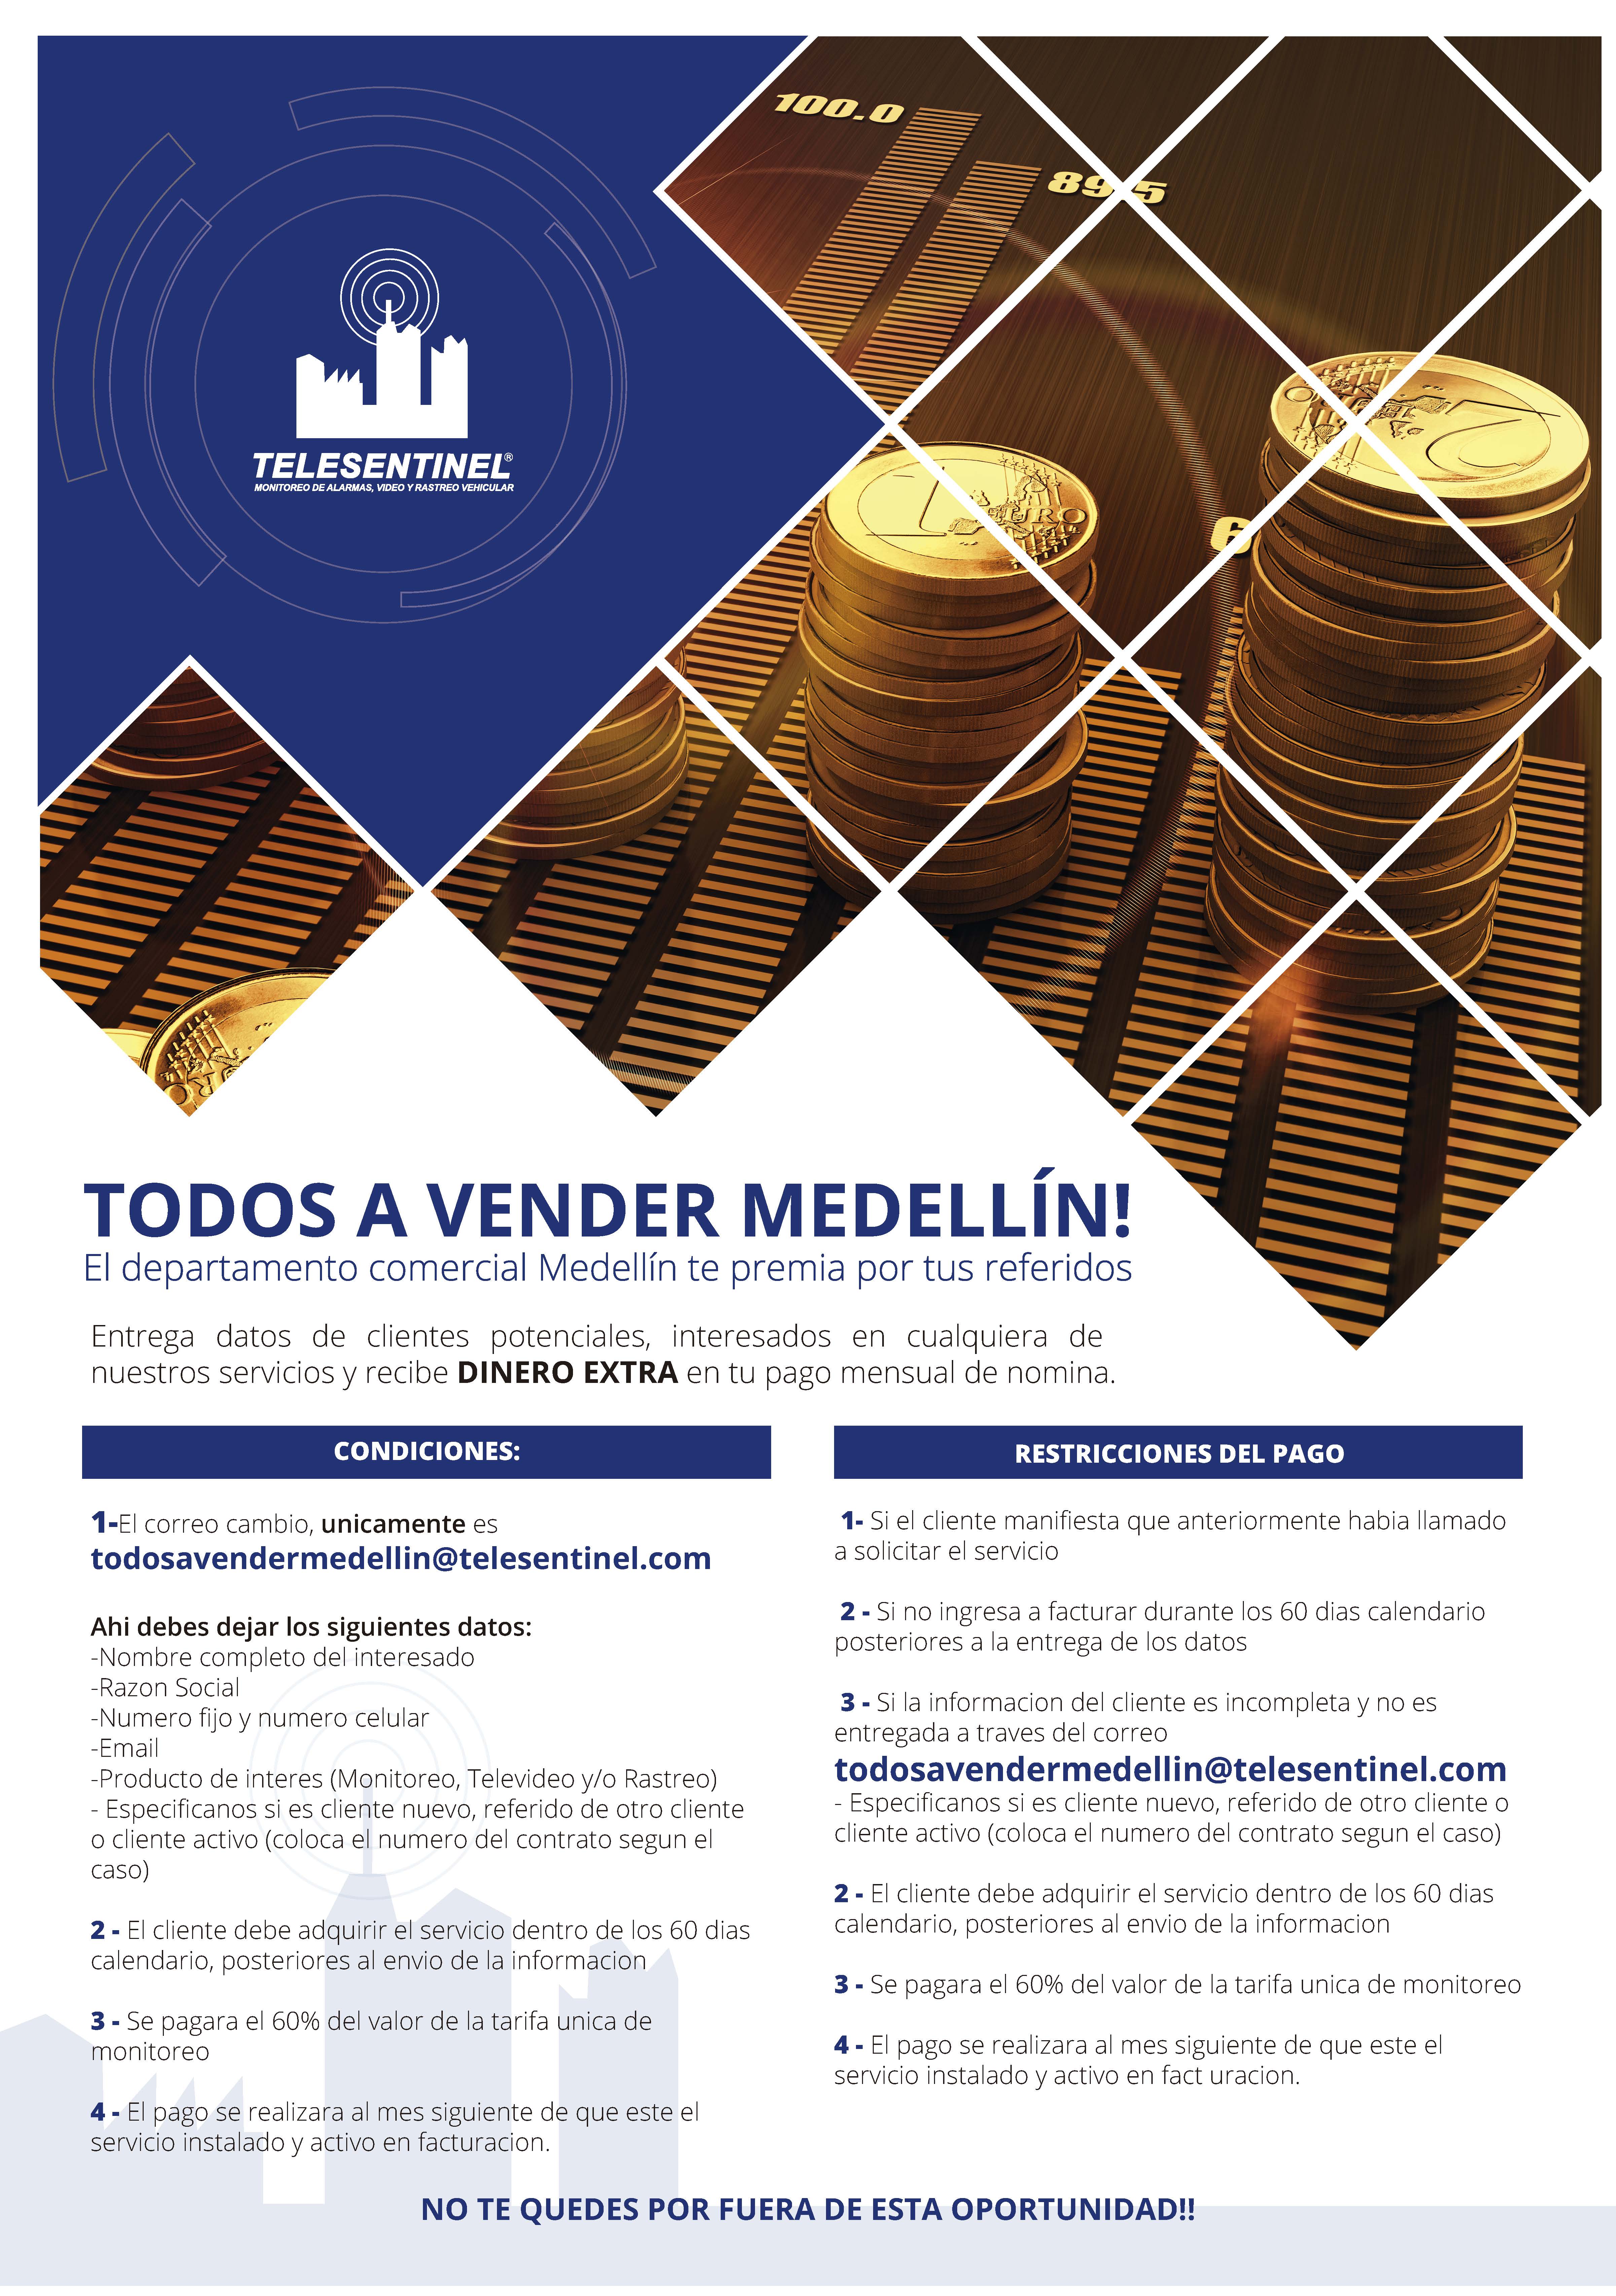 100.0
89.5
6
TELESENTINEL®
MONITOREO DE ALARMAS, VIDEO Y RASTREO VEHICULAR
TODOS A VENDER MEDELLÍN!
El departamento comercial Medellín te premia por tus referidos
Entrega datos de clientes potenciales, interesados en cualquiera de
nuestros servicios y recibe DINERO EXTRA en tu pago mensual de nomina.
CONDICIONES:
1-El correo cambio, unicamente es
todosavendermedellin@telesentinel.com
Ahi debes dejar los siguientes datos:
-Nombre completo del interesado
-Razon Social
-Numero fijo y numero celular
-Email
-Producto de interes (Monitoreo, Televideo y/o Rastreo)
- Especificanos si es cliente nuevo, referido de otro cliente
o cliente activo (coloca el numero del contrato segun el
caso)
2 - El cliente debe adquirir el servicio dentro de los 60 dias
calendario, posteriores al envio de la informacion
3 - Se pagara el 60% del valor de la tarifa unica de
monitoreo
4 - El pago se realizara al mes siguiente de que este el
servicio instalado y activo en facturacion.
RESTRICCIONES DEL PAGO
1- Si el cliente manifiesta que anteriormente habia llamado
a solicitar el servicio
2 - Si no ingresa a facturar durante los 60 dias calendario
posteriores a la entrega de los datos
3 - Si la informacion del cliente es incompleta y no es
entregada a traves del correo
todosavendermedellin@telesentinel.com
- Especificanos si es cliente nuevo, referido de otro cliente o
cliente activo (coloca el numero del contrato segun el caso)
2 - El cliente debe adquirir el servicio dentro de los 60 dias
calendario, posteriores al envio de la informacion
3 - Se pagara el 60% del valor de la tarifa unica de monitoreo
4 - El pago se realizara al mes siguiente de que este el
servicio instalado y activo en fact uracion.
NO TE QUEDES POR FUERA DE ESTA OPORTUNIDAD!!